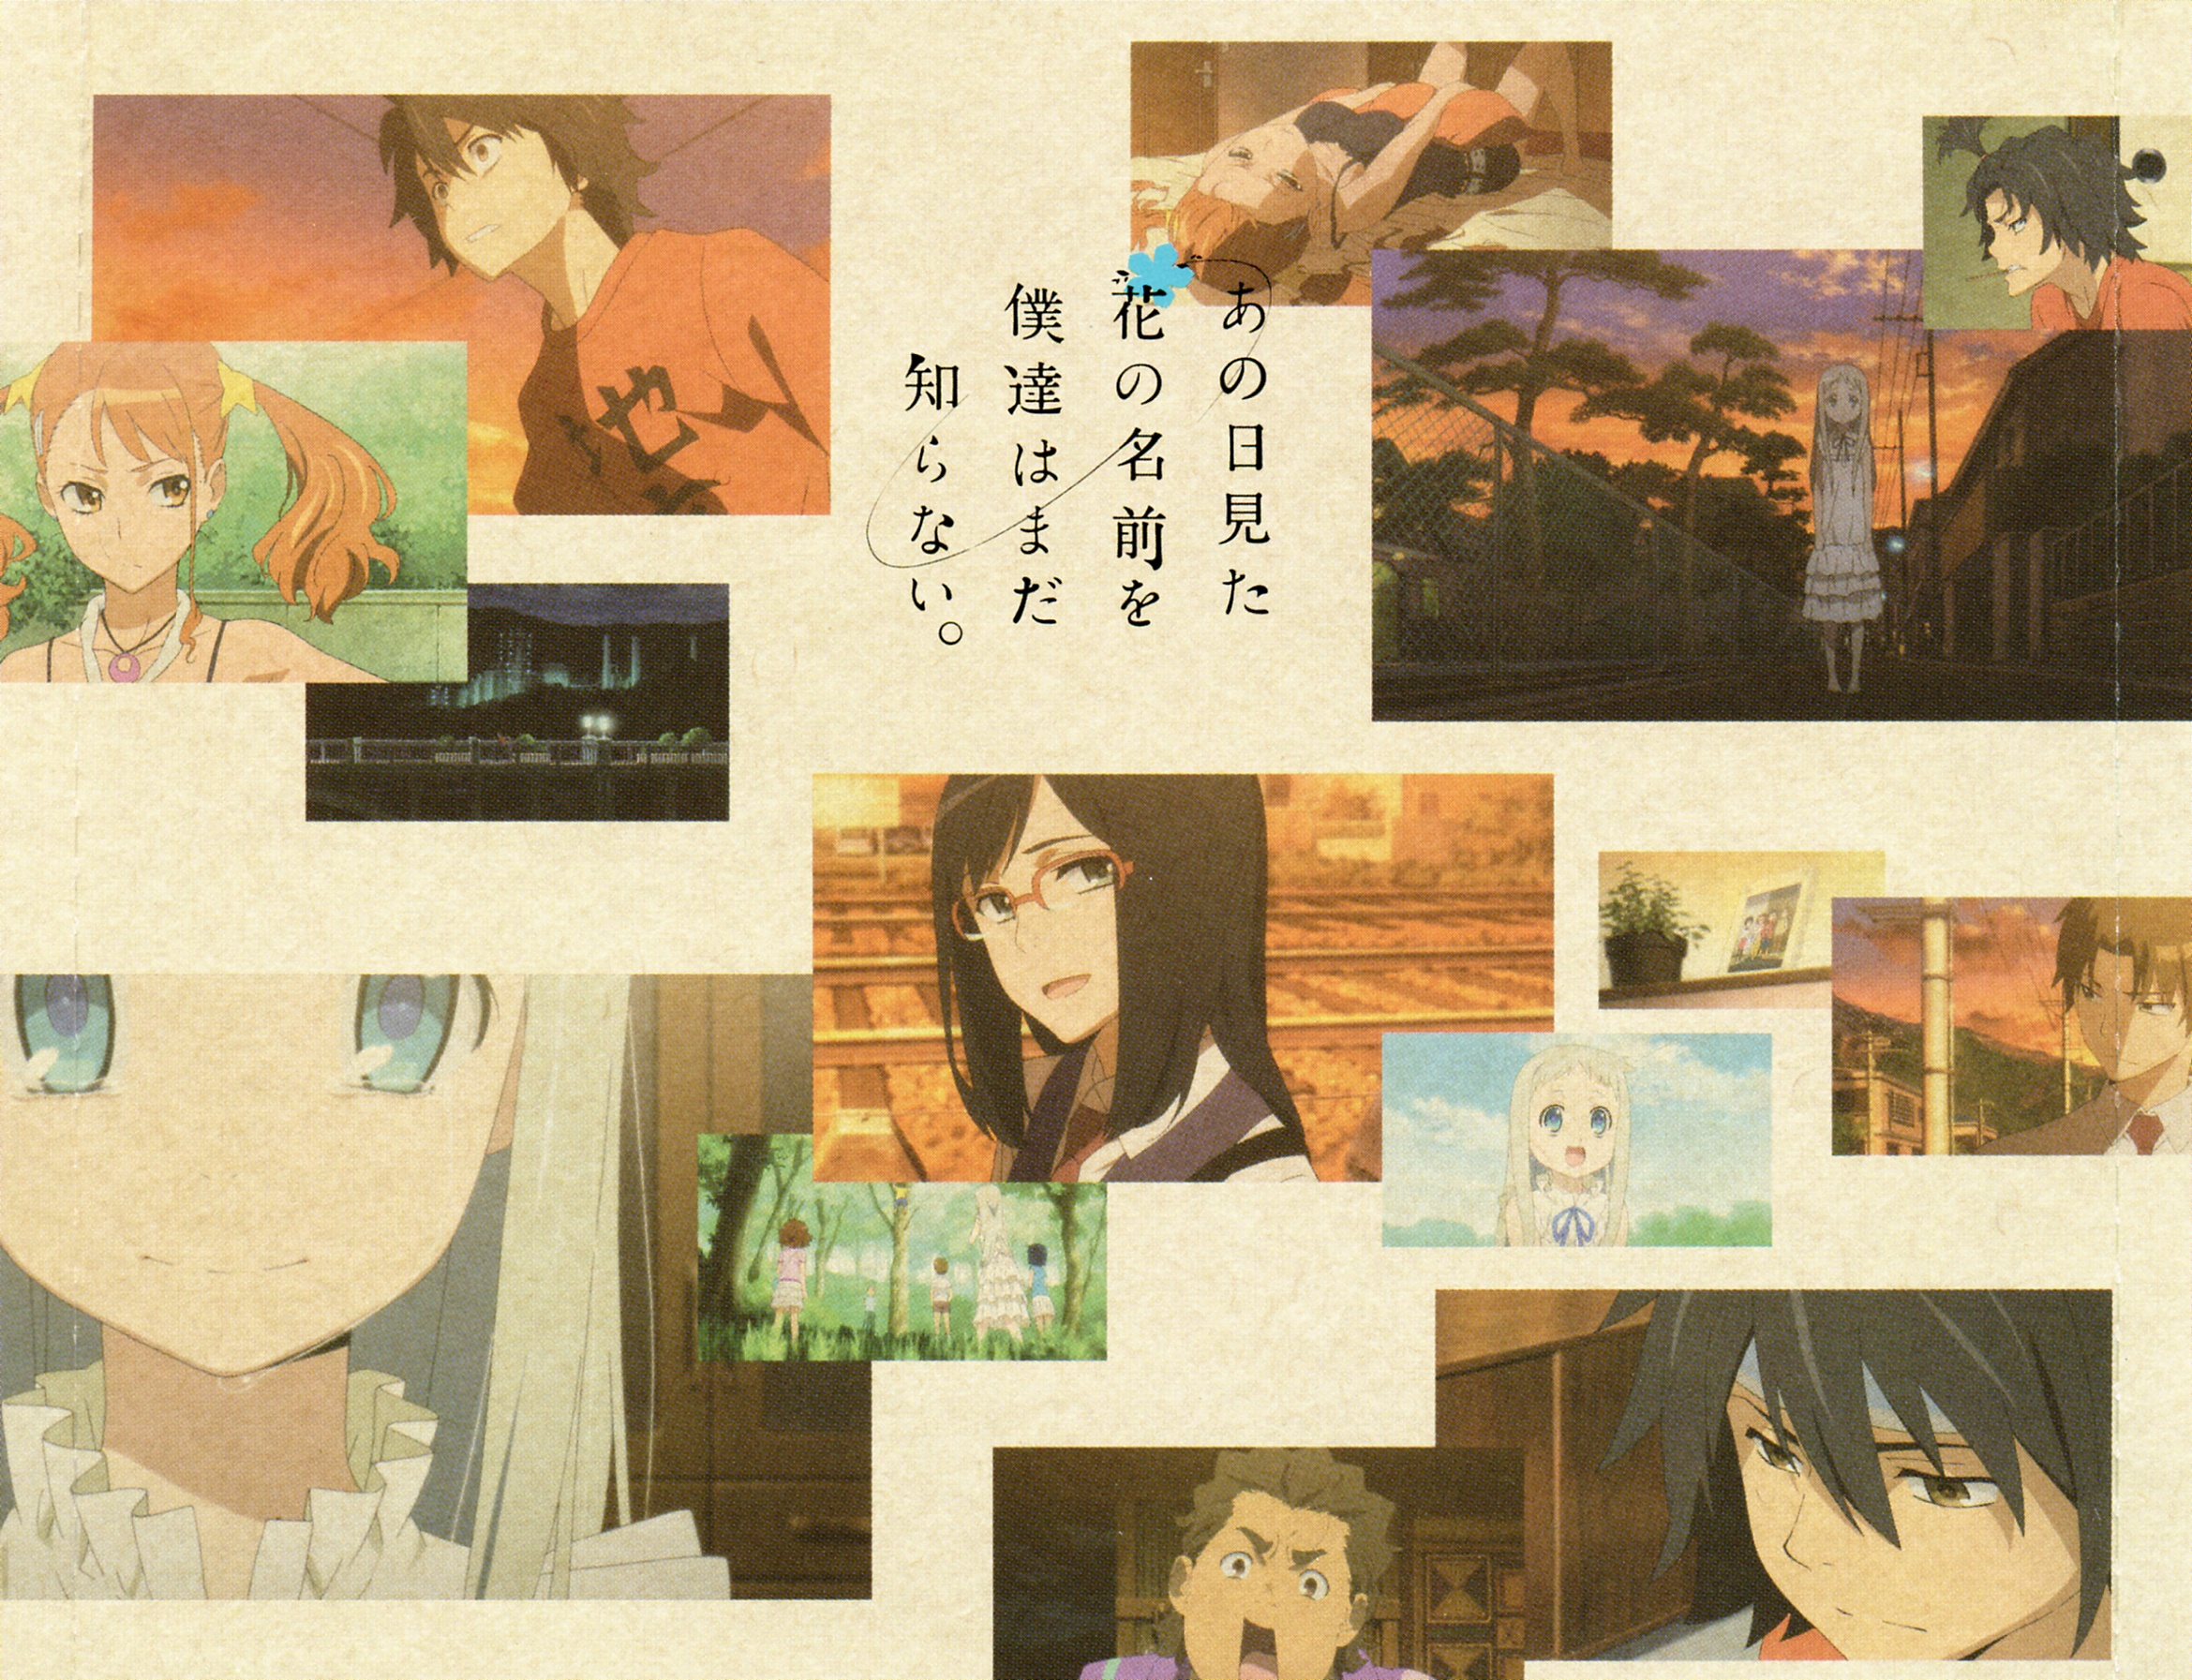 あの日見た
花の名前を
僕達はまだ
知らない。